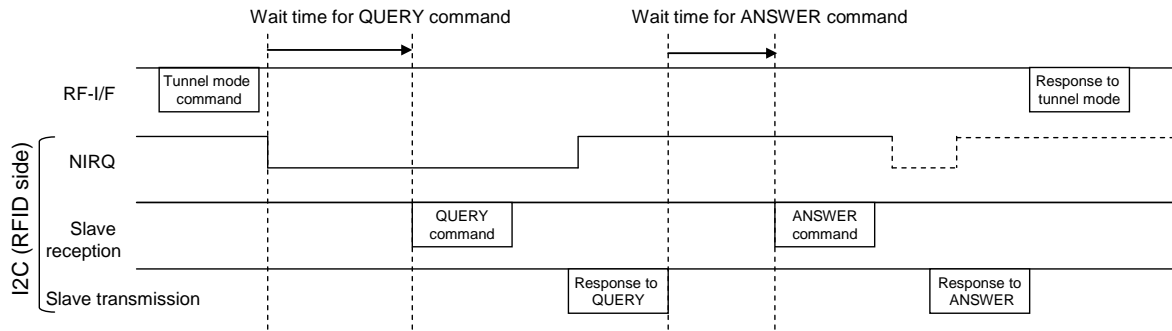 Wait time for QUERY command
Wait time for ANSWER command
RF-I/F
Tunnel mode
command
Response to
tunnel mode
I2C (RFID side)
NIRQ
Slave
reception
QUERY
command
ANSWER
command
Slave transmission
Response to
QUERY
Response to
ANSWER